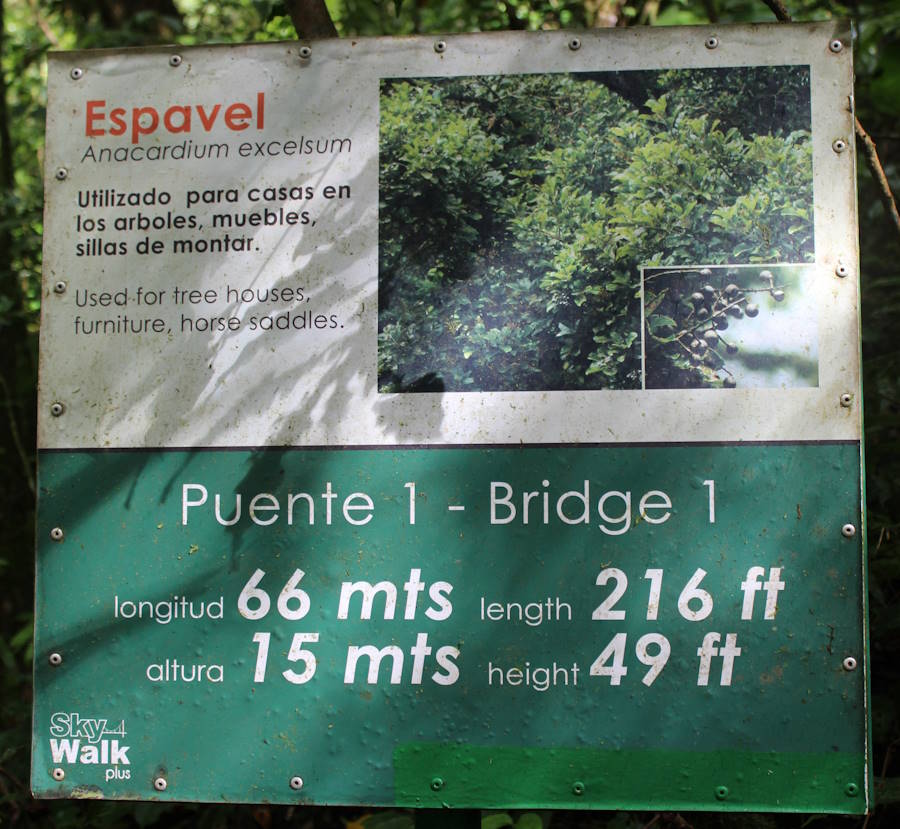 Espavel
Anacardium excelsum
Utilizado para casas en
los arboles, muebles,
sillas de montar.
Used for tree houses,
furniture, horse saddles.
Puente 1 - Bridge 1
longitud 66 mts length 216 ft
altura 15 mts height 49 ft
Sky
Walk
plus